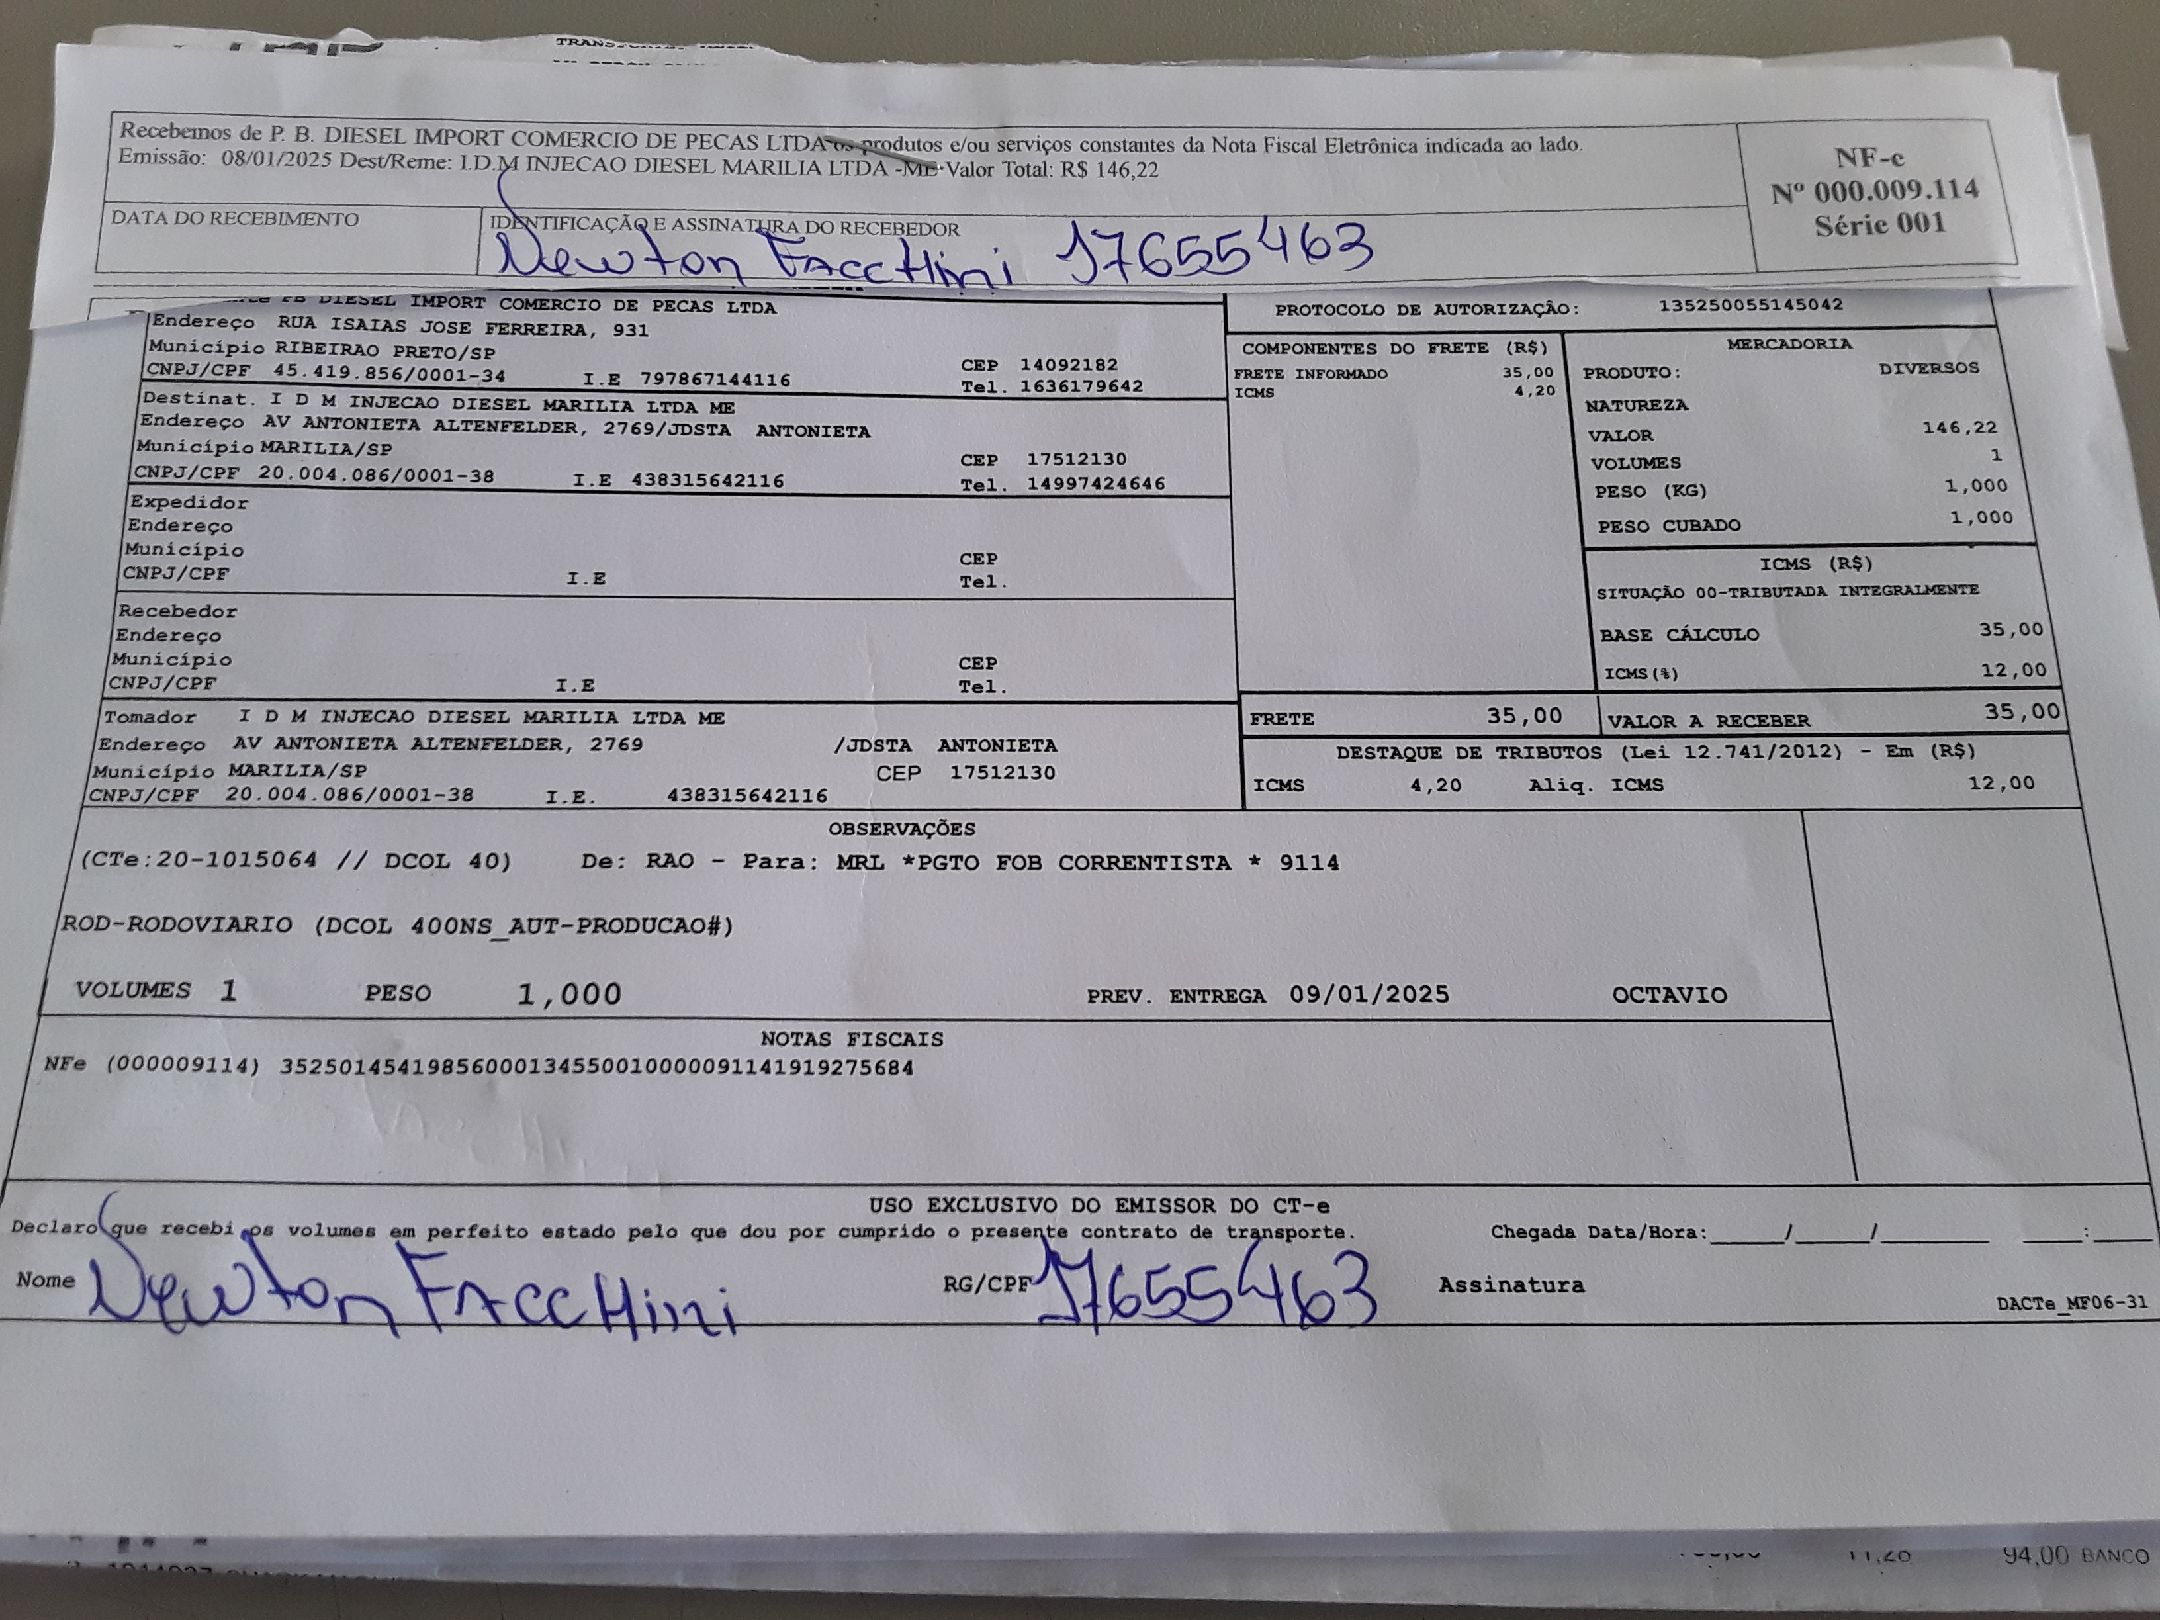 Recebemos de P. B. DIESEL IMPORT COMERCIO DE PECAS LTDA os produtos e/ou serviços constantes da Nota Fiscal Eletrônica indicada ao lado.
Emissão: 08/01/2025 Dest/Reme: I.D.M INJECAO DIESEL MARILIA LTDA -ME Valor Total: R$ 146,22
NF-e
Nº 000.009.114
Série 001
DATA DO RECEBIMENTO
IDENTIFICAÇÃO E ASSINATURA DO RECEBEDOR
Newton Facchini 17655463
PB DIESEL IMPORT COMERCIO DE PECAS LTDA
Endereço RUA ISAIAS JOSE FERREIRA, 931
Município RIBEIRAO PRETO/SP CEP 14092182
CNPJ/CPF 45.419.856/0001-34 I.E 797867144116 Tel. 1636179642
Destinat. I D M INJECAO DIESEL MARILIA LTDA ME
Endereço AV ANTONIETA ALTENFELDER, 2769/JDSTA ANTONIETA
Município MARILIA/SP CEP 17512130
CNPJ/CPF 20.004.086/0001-38 I.E 438315642116 Tel. 14997424646
Expedidor
Endereço
Município CEP
CNPJ/CPF I.E Tel.
Recebedor
Endereço
Município CEP
CNPJ/CPF I.E Tel.
Tomador I D M INJECAO DIESEL MARILIA LTDA ME
Endereço AV ANTONIETA ALTENFELDER, 2769 /JDSTA ANTONIETA
Município MARILIA/SP CEP 17512130
CNPJ/CPF 20.004.086/0001-38 I.E. 438315642116
PROTOCOLO DE AUTORIZAÇÃO: 135250055145042
COMPONENTES DO FRETE (R$)
FRETE INFORMADO 35,00
ICMS 4,20
MERCADORIA
PRODUTO: DIVERSOS
NATUREZA
VALOR 146,22
VOLUMES 1
PESO (KG) 1,000
PESO CUBADO 1,000
ICMS (R$)
SITUAÇÃO 00-TRIBUTADA INTEGRALMENTE
BASE CÁLCULO 35,00
ICMS(%) 12,00
FRETE 35,00 VALOR A RECEBER 35,00
DESTAQUE DE TRIBUTOS (Lei 12.741/2012) - Em (R$)
ICMS 4,20 Aliq. ICMS 12,00
OBSERVAÇÕES
(CTe:20-1015064 // DCOL 40) De: RAO - Para: MRL *PGTO FOB CORRENTISTA * 9114
ROD-RODOVIARIO (DCOL 400NS_AUT-PRODUCAO#)
VOLUMES 1 PESO 1,000 PREV. ENTREGA 09/01/2025 OCTAVIO
NOTAS FISCAIS
NFe (000009114) 35250145419856000134550010000091141919275684
USO EXCLUSIVO DO EMISSOR DO CT-e
Declaro que recebi os volumes em perfeito estado pelo que dou por cumprido o presente contrato de transporte. Chegada Data/Hora:_____/_____/_______ ____:____
Nome Newton Facchini RG/CPF 17655463 Assinatura
DACTe_MF06-31
94,00 BANCO